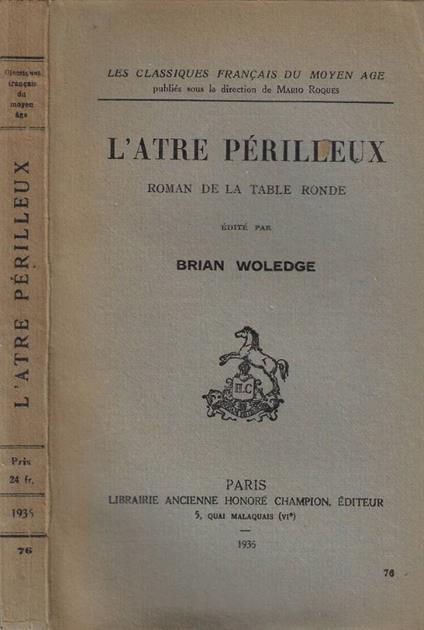 Classiques
français
du
moyen
âge
L'ATRE PÉRILLEUX
Prix
24 fr.
1935
76
LES CLASSIQUES FRANÇAIS DU MOYEN AGE
publiés sous la direction de MARIO ROQUES
L'ATRE PÉRILLEUX
ROMAN DE LA TABLE RONDE
ÉDITÉ PAR
BRIAN WOLEDGE
H.C
PARIS
LIBRAIRIE ANCIENNE HONORÉ CHAMPION, ÉDITEUR
5, QUAI MALAQUAIS (VIᵉ)
1936
76